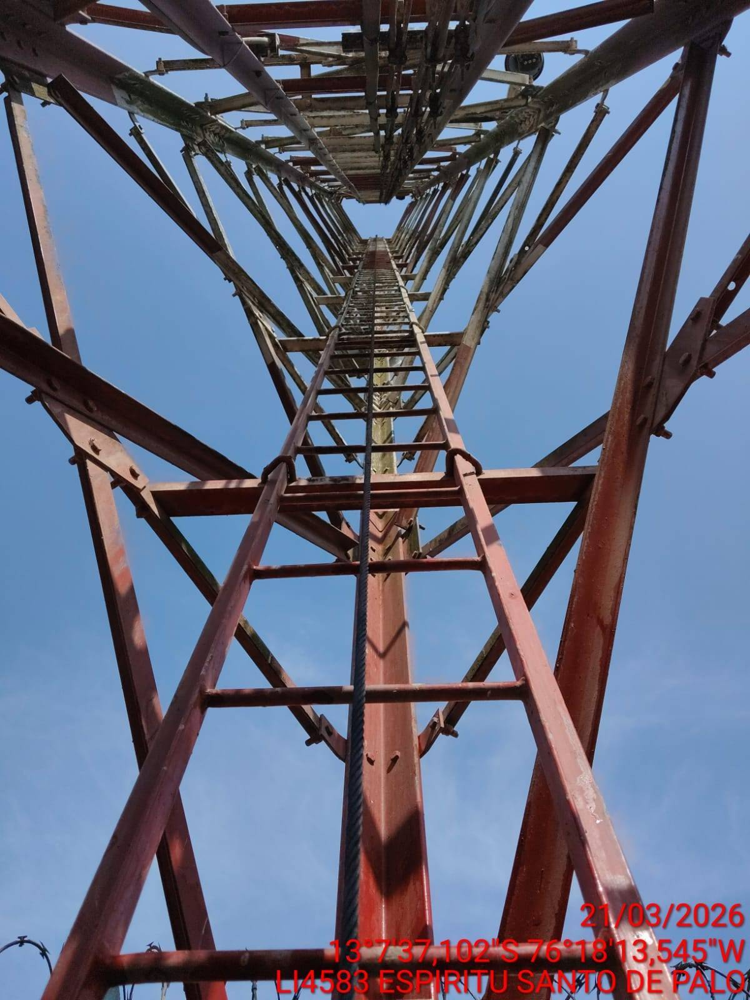 21/03/2026
13°7'37,102"S 76°18'13,545"W
LI4583 ESPIRITU SANTO DE PALO